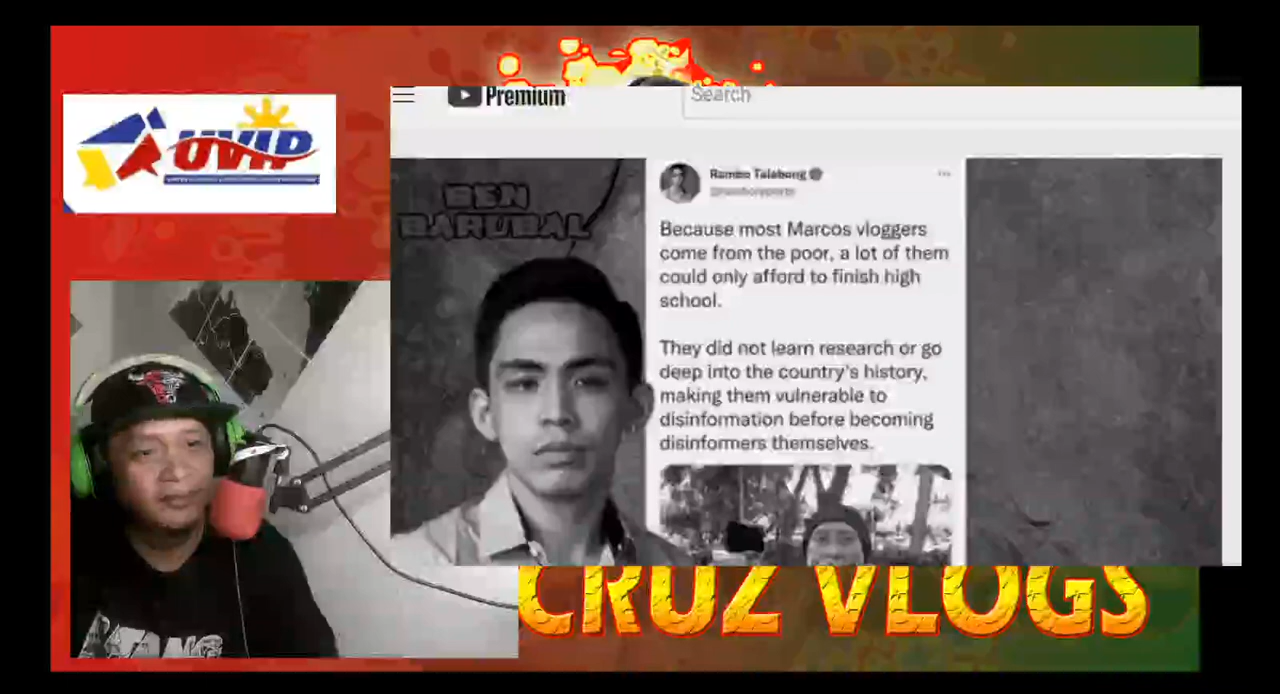 UVIP
Premium
Search
BEN
BARUBAL
Rambo Talabong
Because most Marcos vloggers
come from the poor, a lot of them
could only afford to finish high
school.
They did not learn research or go
deep into the country's history,
making them vulnerable to
disinformation before becoming
disinformers themselves.
CRUZ VLOGS